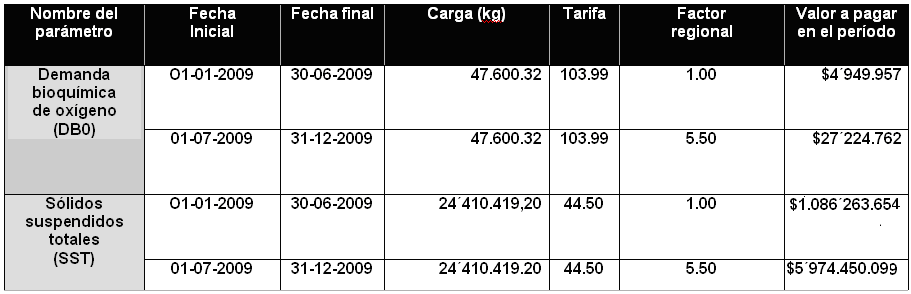 Nombre del parámetro Fecha Inicial Fecha final Carga (kg) Tarifa Factor regional Valor a pagar en el período
Demanda bioquímica de oxígeno (DB0) O1-01-2009 30-06-2009 47.600.32 103.99 1.00 $4´949.957
01-07-2009 31-12-2009 47.600.32 103.99 5.50 $27´224.762
Sólidos suspendidos totales (SST) O1-01-2009 30-06-2009 24´410.419,20 44.50 1.00 $1.086´263.654.
01-07-2009 31-12-2009 24´410.419.20 44.50 5.50 $5´974.450.099